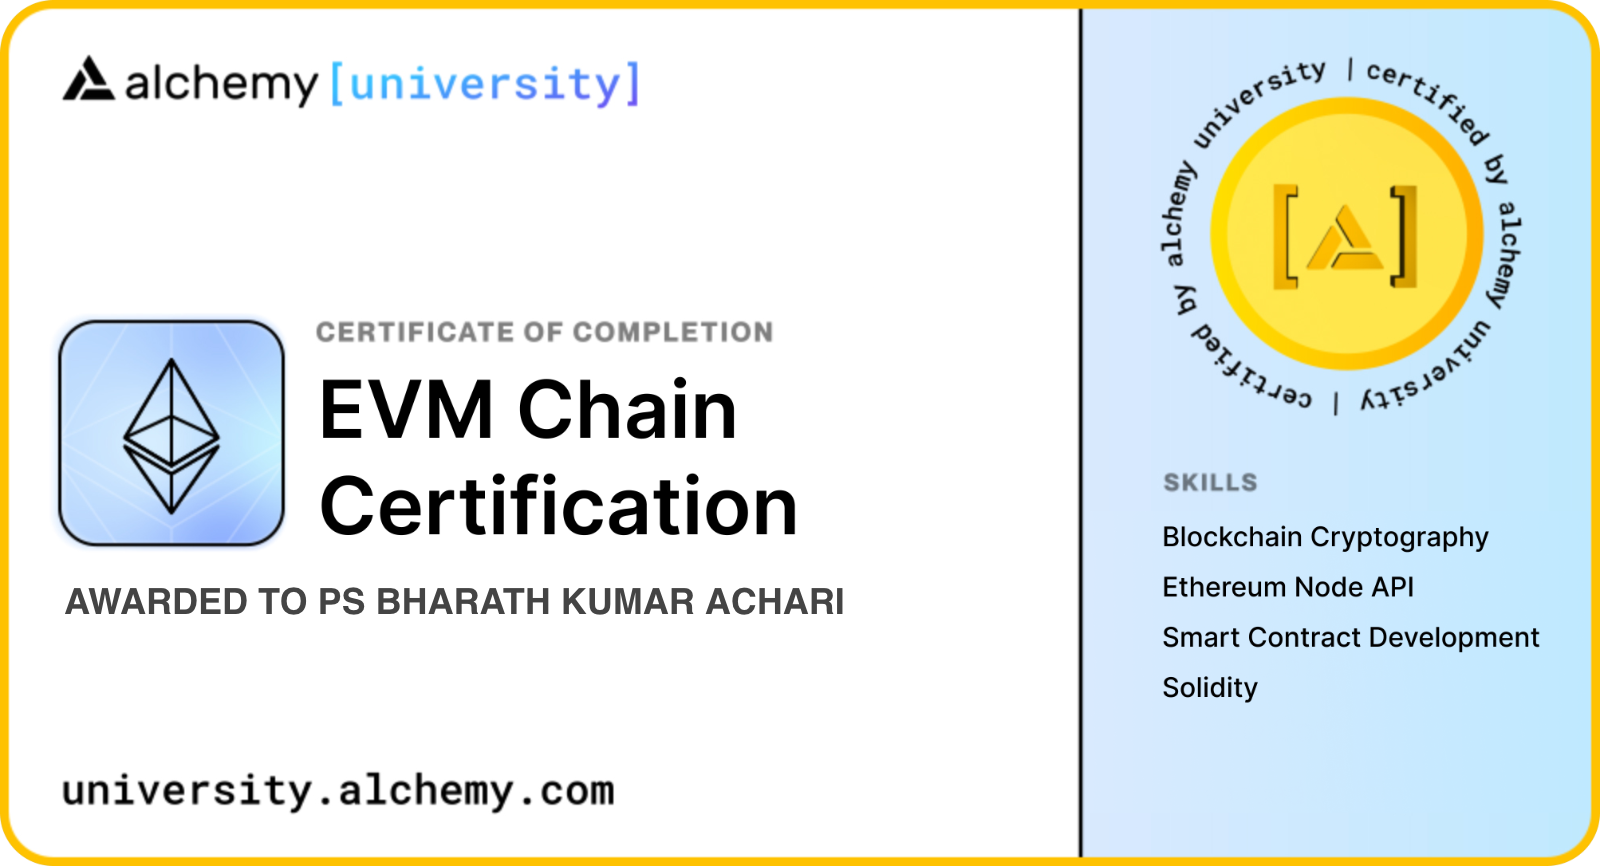 alchemy [university]
CERTIFICATE OF COMPLETION
EVM Chain
Certification
AWARDED TO PS BHARATH KUMAR ACHARI
university.alchemy.com
certified by alchemy university | certified by alchemy university |
[A]
SKILLS
Blockchain Cryptography
Ethereum Node API
Smart Contract Development
Solidity